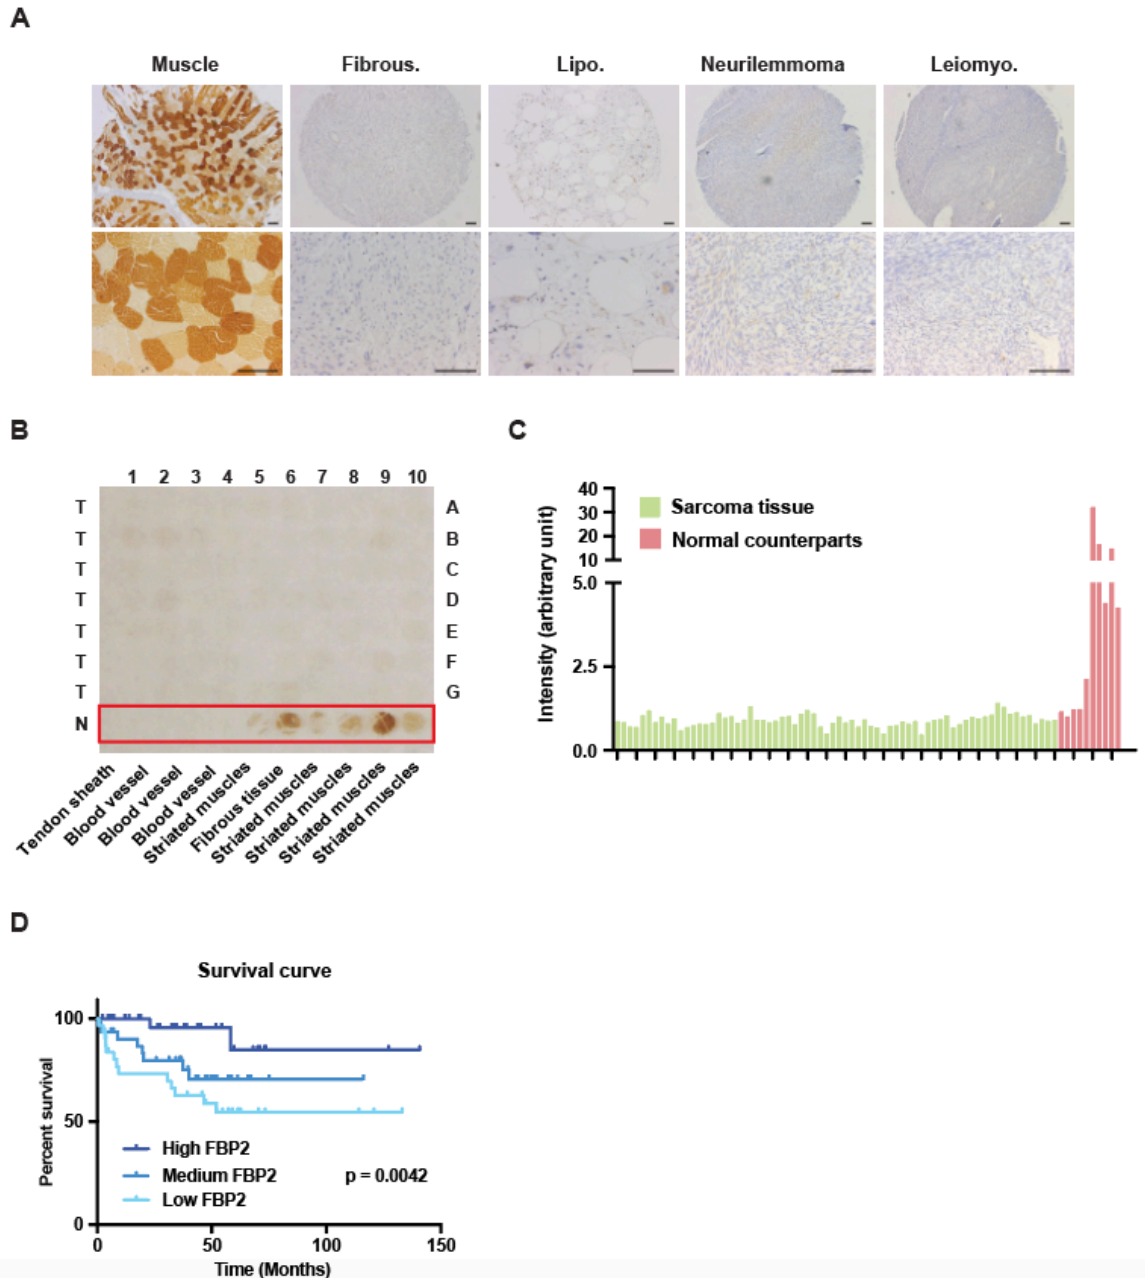 A
Muscle Fibrous. Lipo. Neurilemmoma Leiomyo.
B
1 2 3 4 5 6 7 8 9 10
T A
T B
T C
T D
T E
T F
T G
N
Tendon sheath
Blood vessel
Blood vessel
Blood vessel
Striated muscles
Fibrous tissue
Striated muscles
Striated muscles
Striated muscles
Striated muscles
C
Intensity (arbitrary unit)
40
30
20
10
5.0
2.5
0.0
Sarcoma tissue
Normal counterparts
D
Survival curve
Percent survival
100
50
0
High FBP2
Medium FBP2
Low FBP2
p = 0.0042
0 50 100 150
Time (Months)